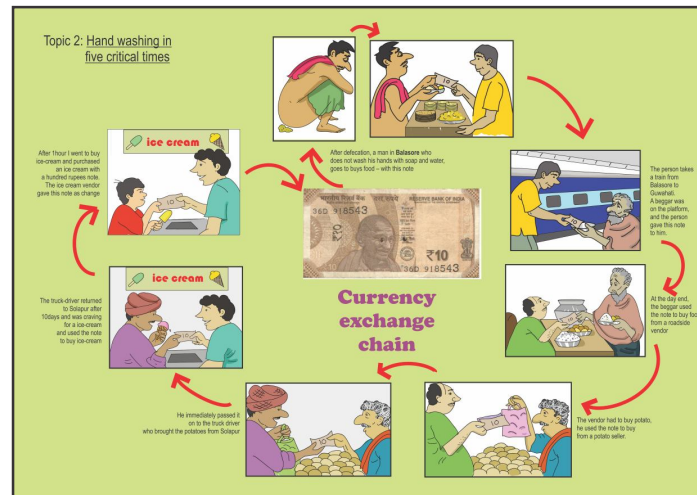 Topic 2: Hand washing in
five critical times
After defecation, a man in Balasore who
does not wash his hands with soap and water,
goes to buys food – with this note
The person takes
a train from
Balasore to
Guwahati.
A beggar was
on the platform,
and the person
gave this note
to him.
At the day end,
the beggar used
the note to buy foo
from a roadside
vendor
The vendor had to buy potato,
he used the note to buy
from a potato seller.
He immediately passed it
on to the truck driver
who brought the potatoes from Solapur
The truck-driver returned
to Solapur after
10days and was craving
for a ice-cream
and used the note
to buy ice-cream
ice cream
After 1hour I went to buy
ice-cream and purchased
an ice cream with
a hundred rupees note.
The ice cream vendor
gave this note as change
ice cream
भारतीय रिज़र्व बैंक
RESERVE BANK OF INDIA
36D 918543
₹10
₹10
36D 918543
Currency
exchange
chain
10
10
10
10
10